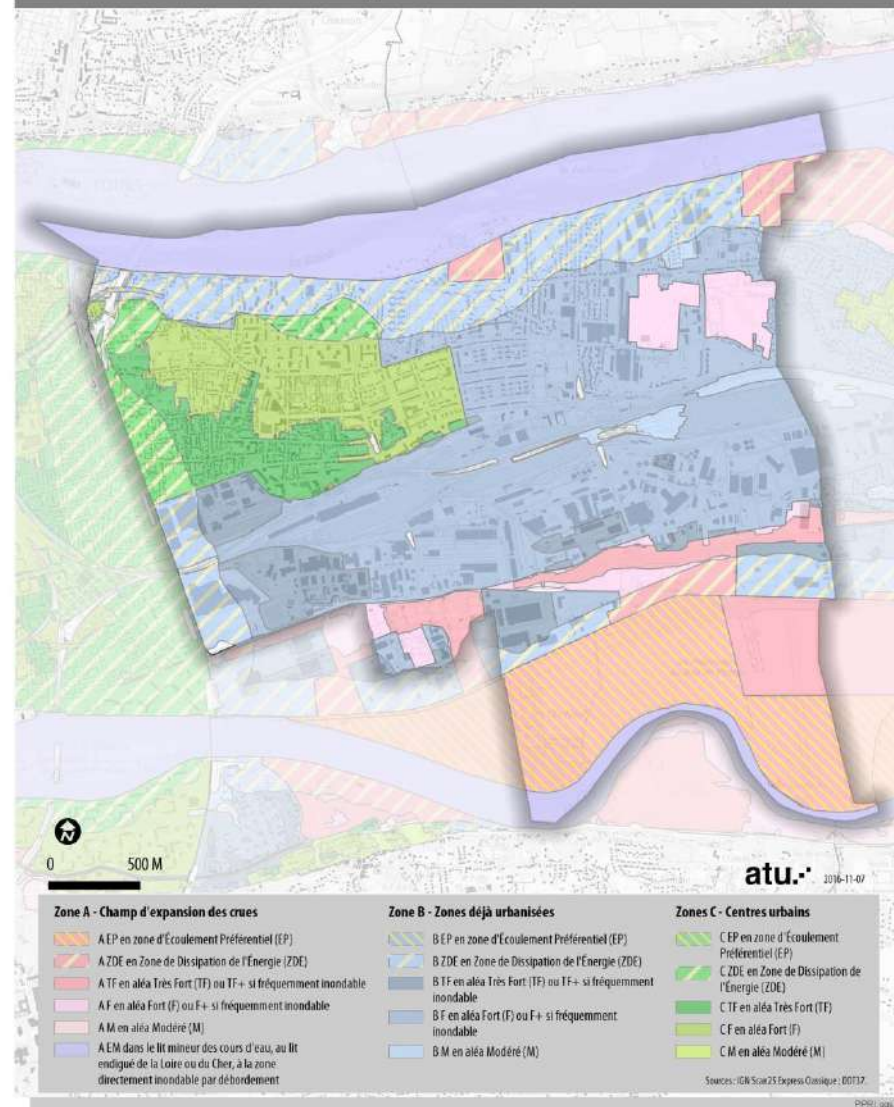 0
500 M
atu.
2016-11-07
Zone A - Champ d'expansion des crues
A EP en zone d'Écoulement Préférentiel (EP)
A ZDE en Zone de Dissipation de l'Énergie (ZDE)
A TF en aléa Très Fort (TF) ou TF+ si fréquemment inondable
A F en aléa Fort (F) ou F+ si fréquemment inondable
A M en aléa Modéré (M)
A EM dans le lit mineur des cours d'eau, au lit
endigué de la Loire ou du Cher, à la zone
directement inondable par débordement
Zone B - Zones déjà urbanisées
B EP en zone d'Écoulement Préférentiel (EP)
B ZDE en Zone de Dissipation de l'Énergie (ZDE)
B TF en aléa Très Fort (TF) ou TF+ si fréquemment
inondable
B F en aléa Fort (F) ou F+ si fréquemment
inondable
B M en aléa Modéré (M)
Zones C - Centres urbains
C EP en zone d'Écoulement
Préférentiel (EP)
C ZDE en Zone de Dissipation de
l'Énergie (ZDE)
C TF en aléa Très Fort (TF)
C F en aléa Fort (F)
C M en aléa Modéré (M)
Sources : IGN Scan25 Express Classique ; DDT37.